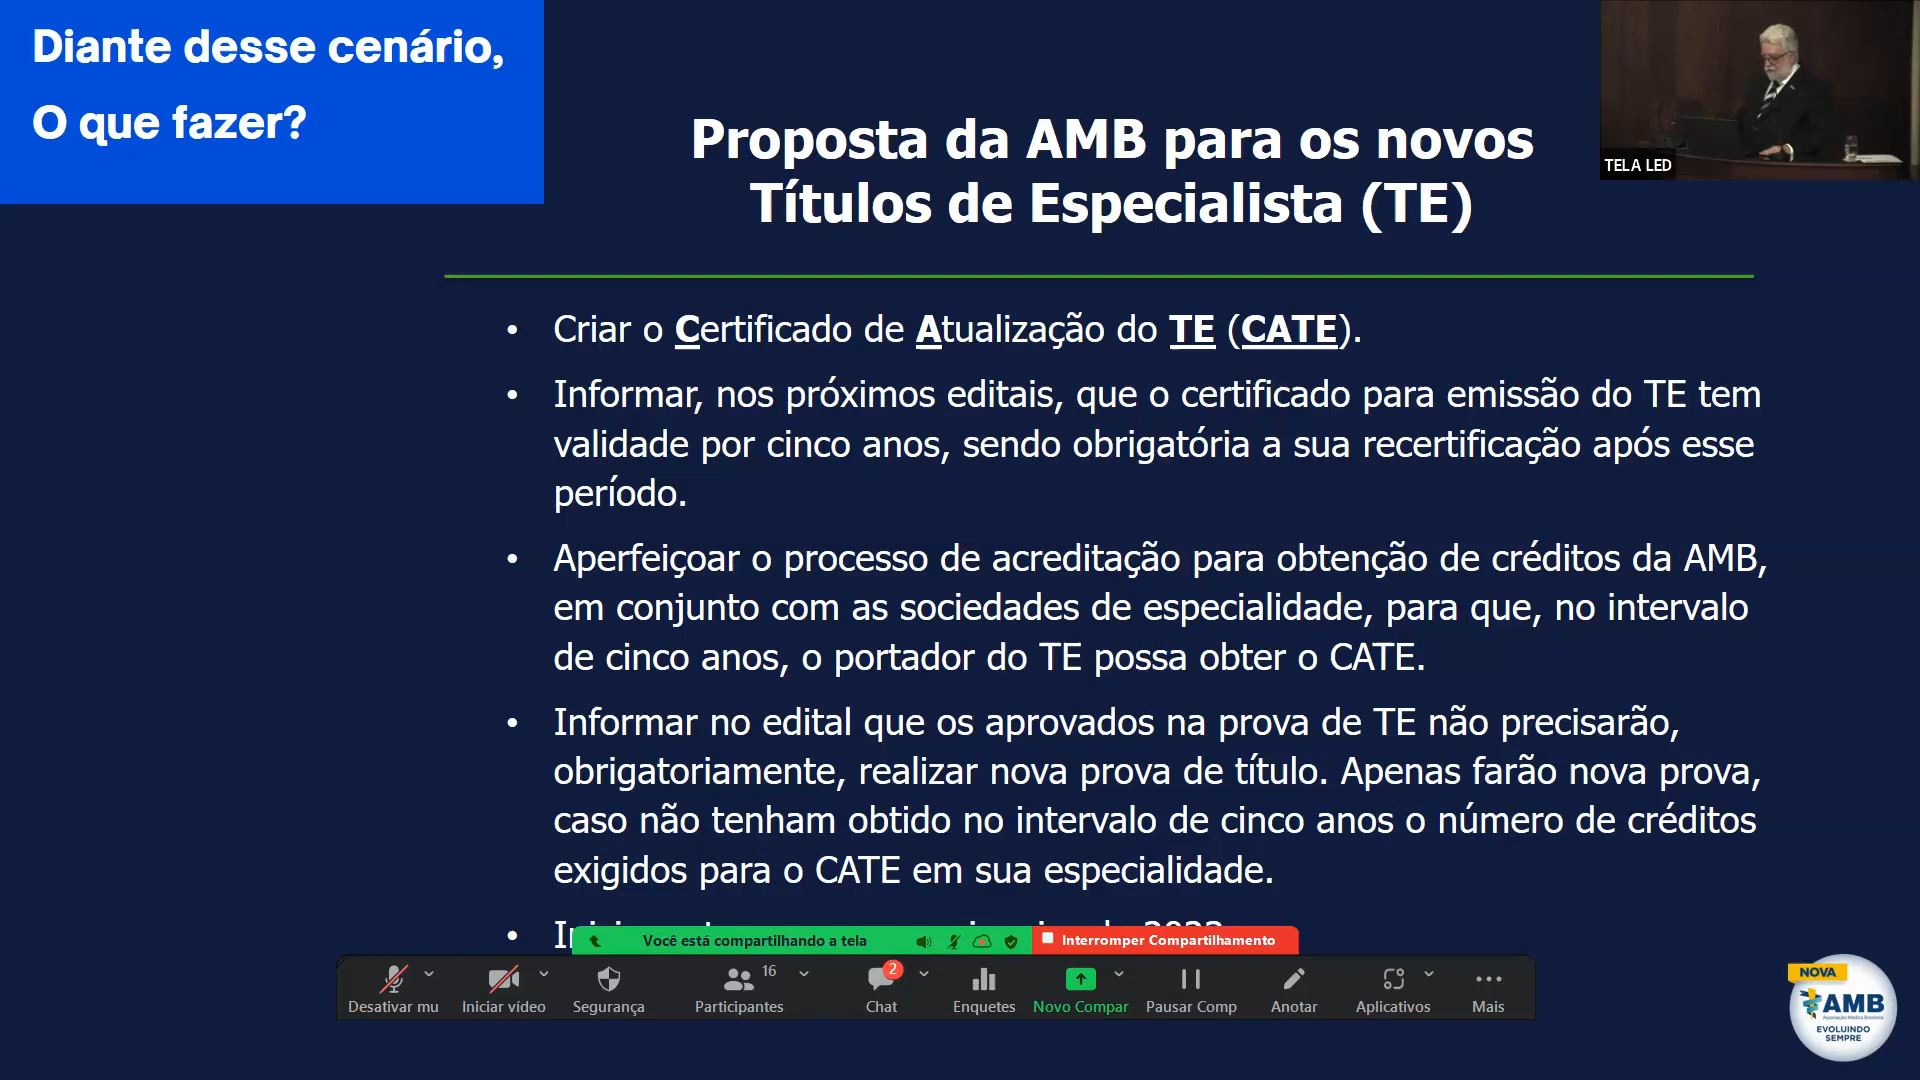 Diante desse cenário,
O que fazer?
TELA LED
Proposta da AMB para os novos
Títulos de Especialista (TE)
• Criar o Certificado de Atualização do TE (CATE).
• Informar, nos próximos editais, que o certificado para emissão do TE tem
validade por cinco anos, sendo obrigatória a sua recertificação após esse
período.
• Aperfeiçoar o processo de acreditação para obtenção de créditos da AMB,
em conjunto com as sociedades de especialidade, para que, no intervalo
de cinco anos, o portador do TE possa obter o CATE.
• Informar no edital que os aprovados na prova de TE não precisarão,
obrigatoriamente, realizar nova prova de título. Apenas farão nova prova,
caso não tenham obtido no intervalo de cinco anos o número de créditos
exigidos para o CATE em sua especialidade.
Você está compartilhando a tela
Interromper Compartilhamento
16
2
Desativar mu
Iniciar vídeo
Segurança
Participantes
Chat
Enquetes
Novo Compar
Pausar Comp
Anotar
Aplicativos
Mais
NOVA
AMB
Associação Médica Brasileira
EVOLUINDO
SEMPRE